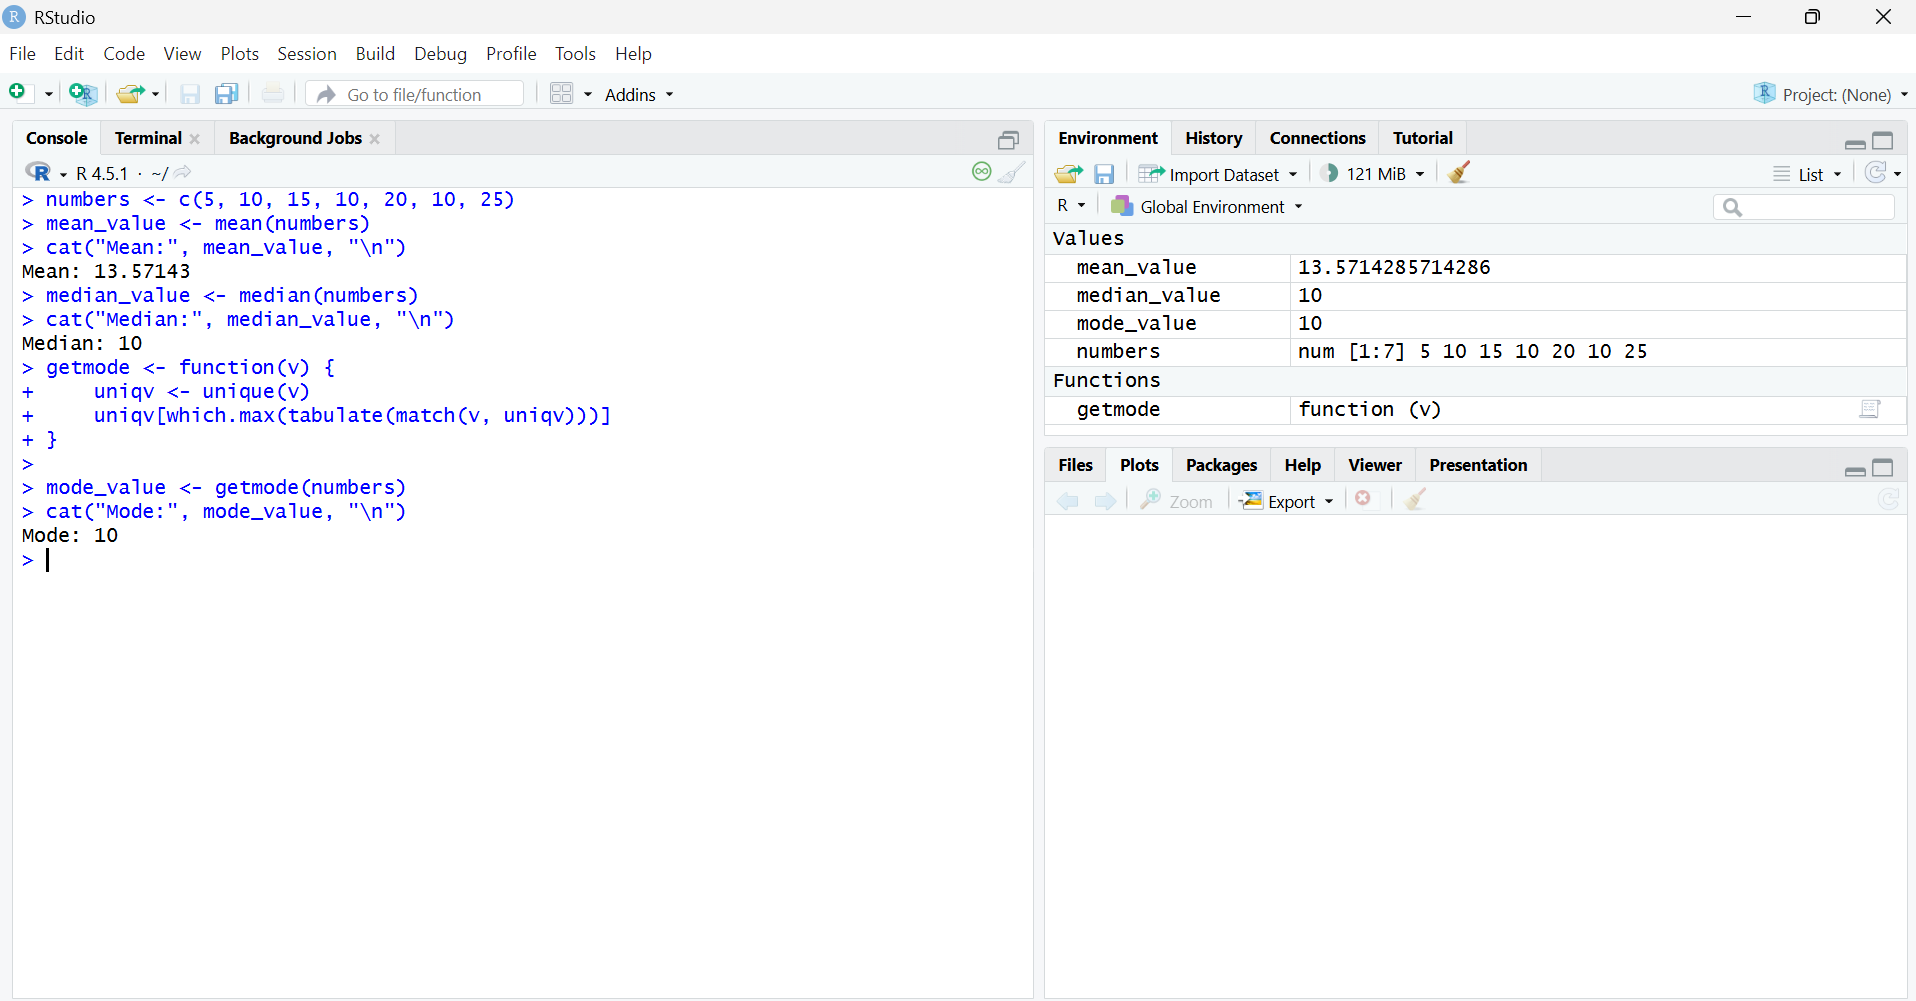 RStudio
File Edit Code View Plots Session Build Debug Profile Tools Help
Go to file/function Addins Project: (None)
Console Terminal Background Jobs
R 4.5.1 · ~/
> numbers <- c(5, 10, 15, 10, 20, 10, 25)
> mean_value <- mean(numbers)
> cat("Mean:", mean_value, "\n")
Mean: 13.57143
> median_value <- median(numbers)
> cat("Median:", median_value, "\n")
Median: 10
> getmode <- function(v) {
+     uniqv <- unique(v)
+     uniqv[which.max(tabulate(match(v, uniqv)))]
+ }
>
> mode_value <- getmode(numbers)
> cat("Mode:", mode_value, "\n")
Mode: 10
>
Environment History Connections Tutorial
Import Dataset 121 MiB List
R Global Environment
Values
mean_value 13.5714285714286
median_value 10
mode_value 10
numbers num [1:7] 5 10 15 10 20 10 25
Functions
getmode function (v)
Files Plots Packages Help Viewer Presentation
Zoom Export